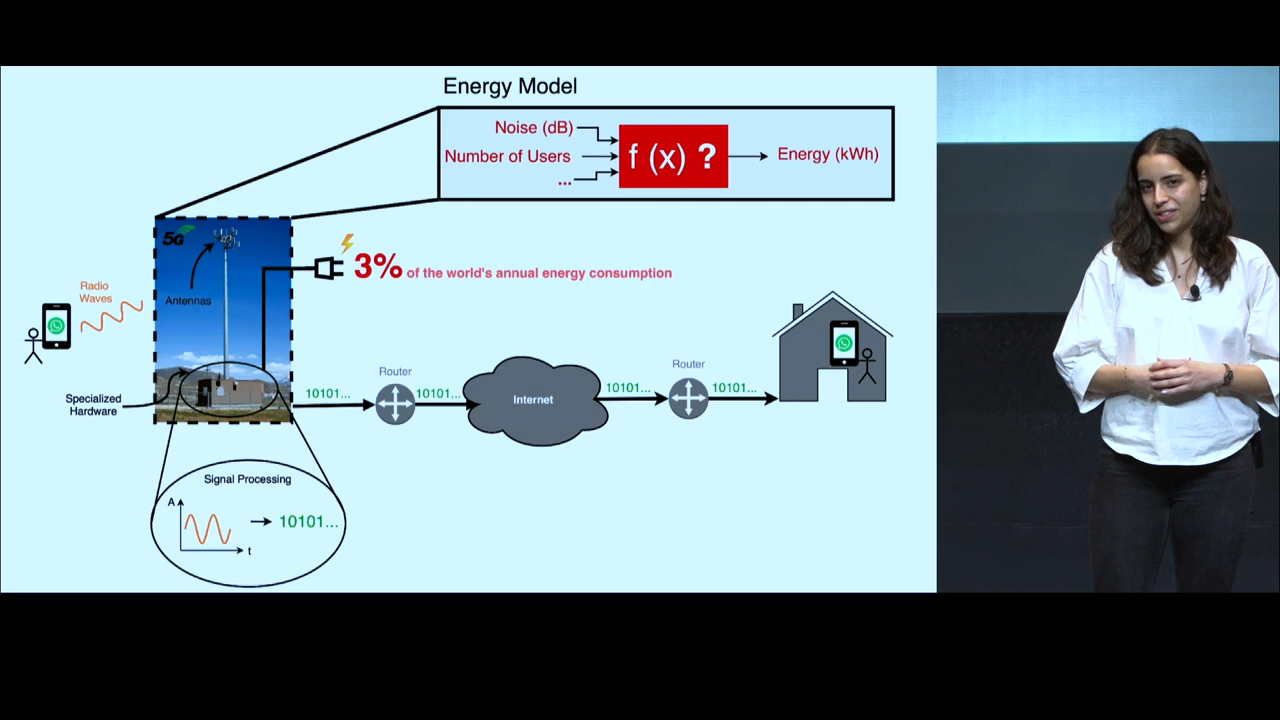 Energy Model
Noise (dB)
Number of Users
...
f (x) ?
Energy (kWh)
5G
Antennas
3% of the world's annual energy consumption
Radio
Waves
Specialized
Hardware
10101...
Router
10101...
Internet
10101...
Router
10101...
Signal Processing
A
t
10101...